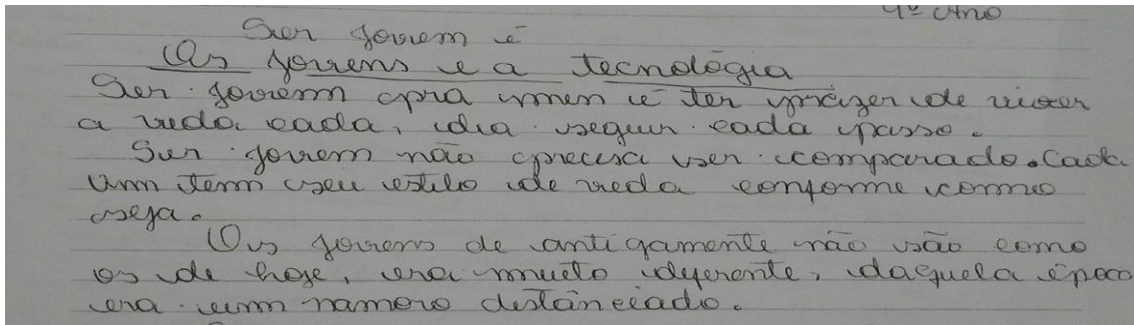 4º Ano
Ser jovem é
Os jovens e a tecnológia
Ser jovem pra min é ter prazer de viver
a vida cada, dia seguir cada passo.
Ser jovem não precisa ser comparado. Cada
um tem seu estilo de vida conforme como
seja.
Os jovens de antigamente não são como
os de hoje, era muito diferente, daquela época
era um namoro distânciado.